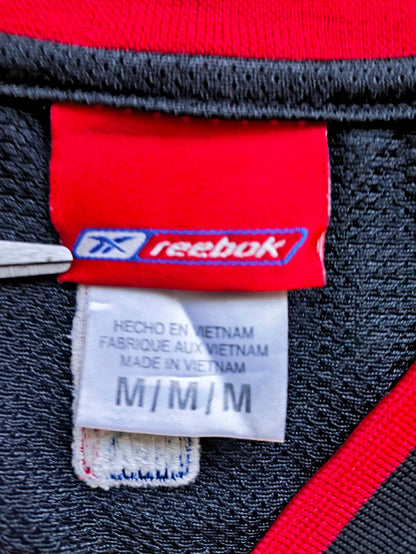 reebok
HECHO EN VIETNAM
FABRIQUE AUX VIETNAM
MADE IN VIETNAM
M/M/M